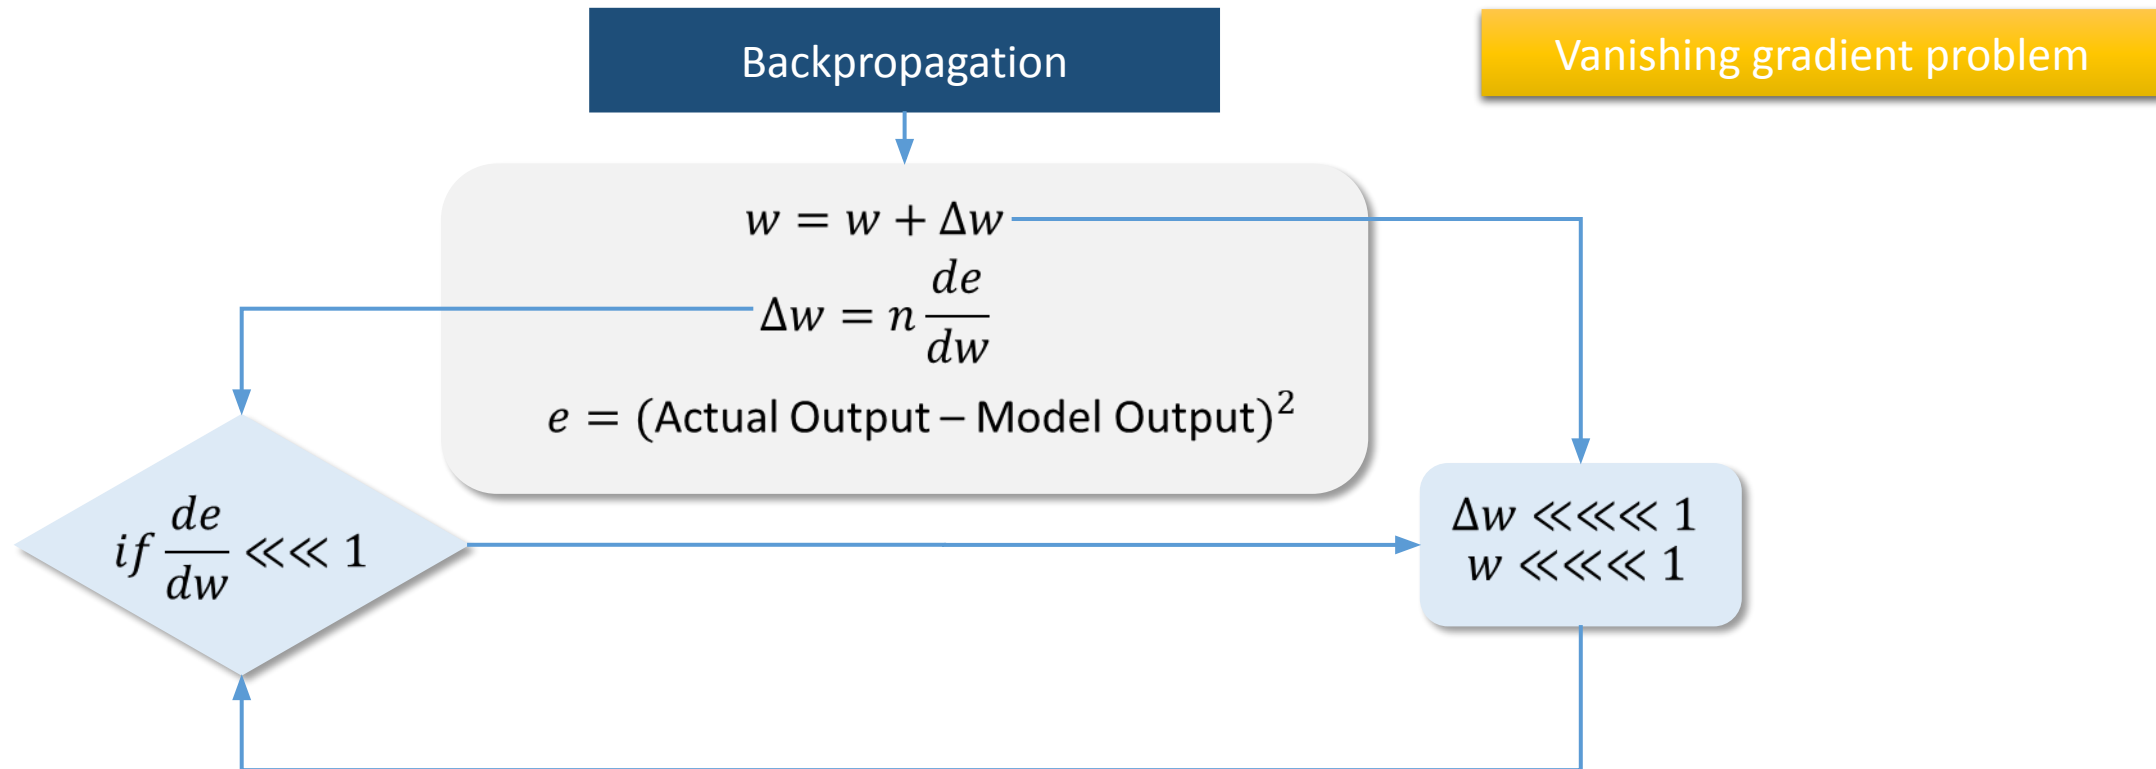 Backpropagation
Vanishing gradient problem
w = w + Δw
Δw = n de/dw
e = (Actual Output – Model Output)²
if de/dw ⋘ 1
Δw ⋘⋘ 1
w ⋘⋘ 1